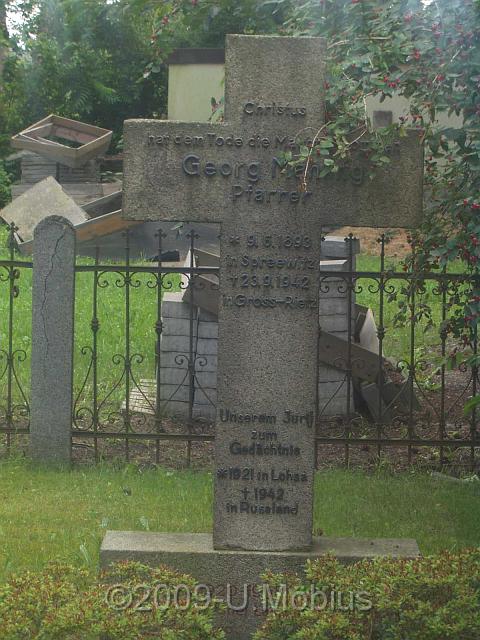 Christus
hat dem Tode die
Georg
Pfarrer
* 9.6.1893
in Spreewitz
† 23.9.1942
in Gross-Rietz
Unserem Jurij
zum
Gedächtnis
*1921 in Lohsa
† 1942
in Russland
©2009-U.Möbius